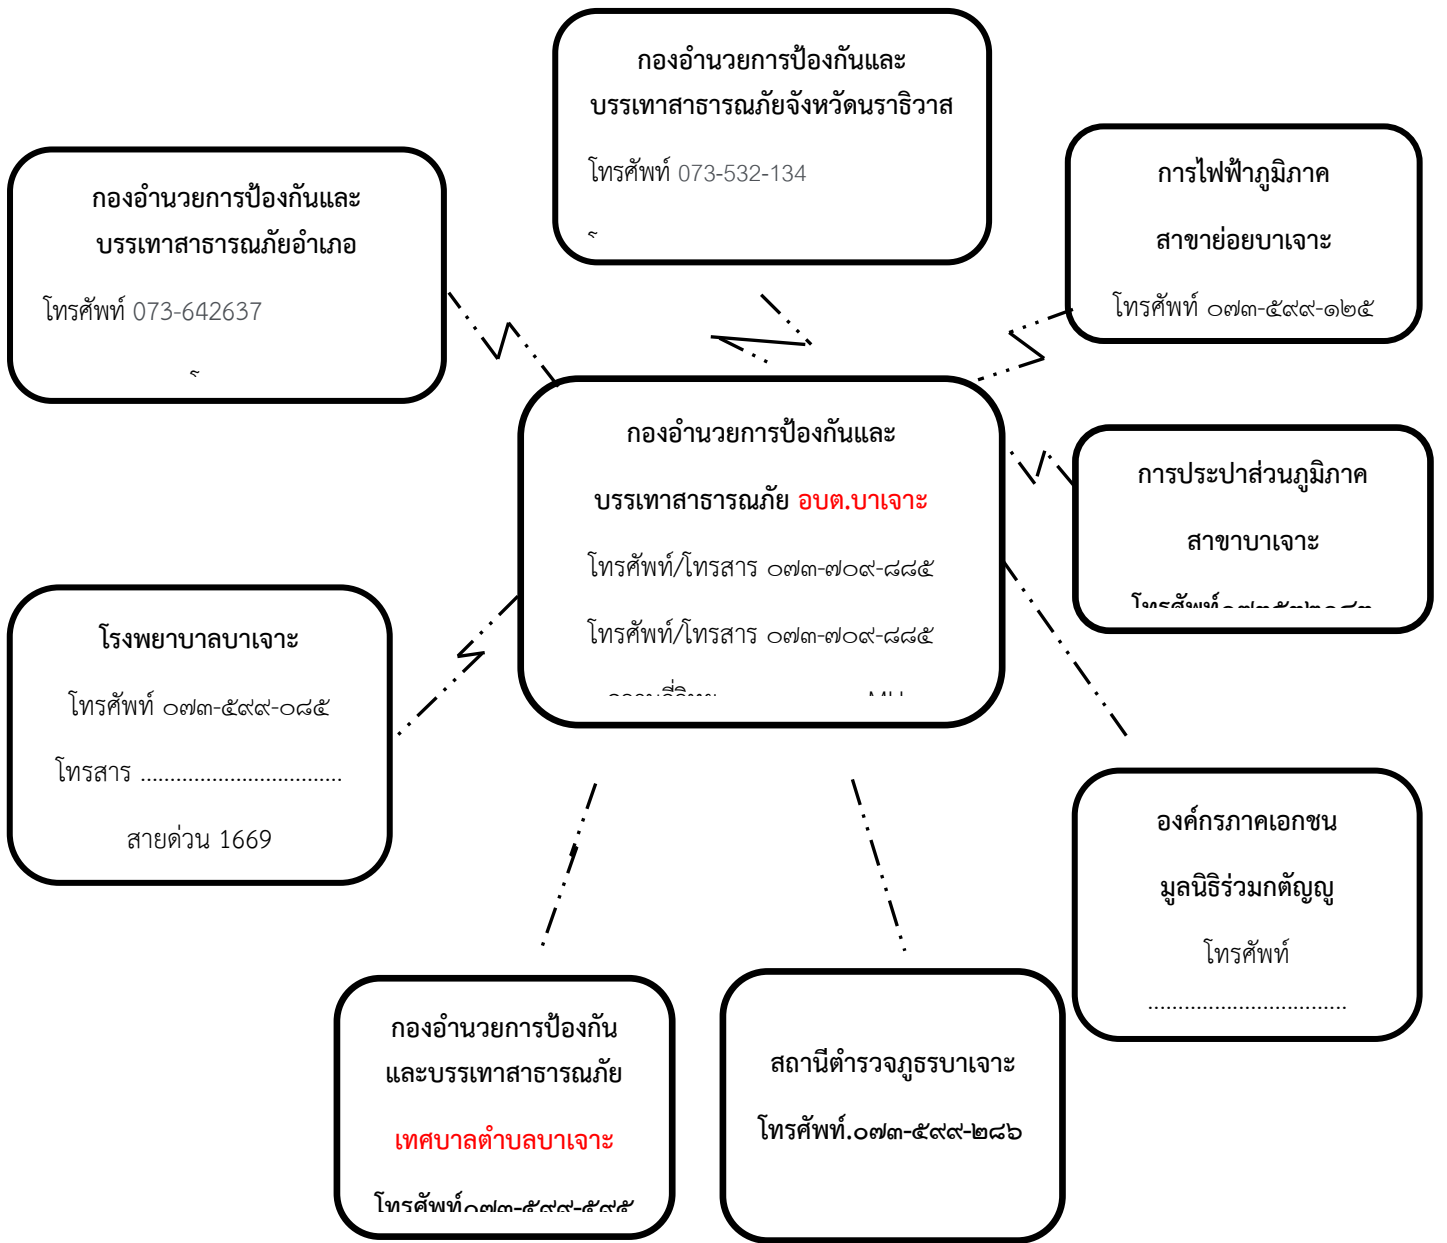 กองอำนวยการป้องกันและ
บรรเทาสาธารณภัยจังหวัดนราธิวาส
โทรศัพท์ 073-532-134
การไฟฟ้าภูมิภาค
สาขาย่อยบาเจาะ
โทรศัพท์ ๐๗๓-๕๙๙-๑๒๕
กองอำนวยการป้องกันและ
บรรเทาสาธารณภัยอำเภอ
โทรศัพท์ 073-642637
กองอำนวยการป้องกันและ
บรรเทาสาธารณภัย อบต.บาเจาะ
โทรศัพท์/โทรสาร ๐๗๓-๗๐๙-๘๘๕
โทรศัพท์/โทรสาร ๐๗๓-๗๐๙-๘๘๕
การประปาส่วนภูมิภาค
สาขาบาเจาะ
โทรศัพท์
โรงพยาบาลบาเจาะ
โทรศัพท์ ๐๗๓-๕๙๙-๐๘๕
โทรสาร ..................................
สายด่วน 1669
องค์กรภาคเอกชน
มูลนิธิร่วมกตัญญู
โทรศัพท์
.................................
กองอำนวยการป้องกัน
และบรรเทาสาธารณภัย
เทศบาลตำบลบาเจาะ
โทรศัพท์๐๗๓-๕๙๙-๕๙๕
สถานีตำรวจภูธรบาเจาะ
โทรศัพท์.๐๗๓-๕๙๙-๒๘๖